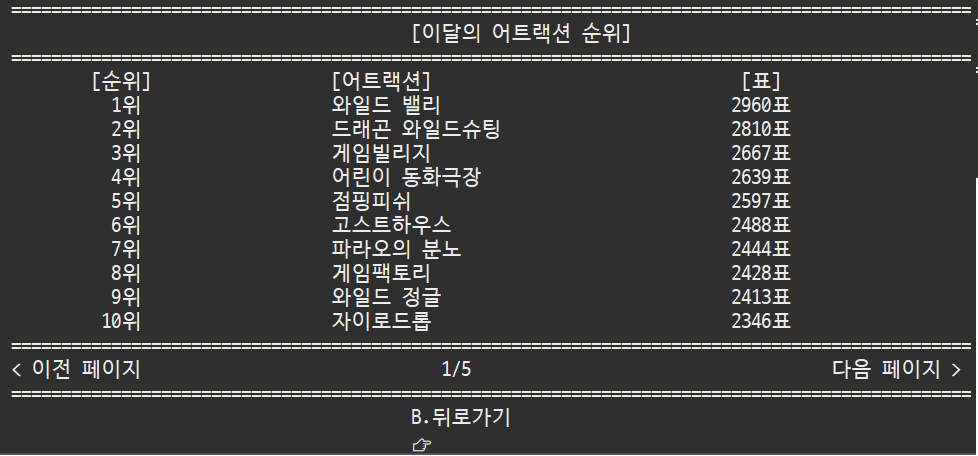 ================================================================================================
[이달의 어트랙션 순위]
================================================================================================
[순위] [어트랙션] [표]
1위 와일드 밸리 2960표
2위 드래곤 와일드슈팅 2810표
3위 게임빌리지 2667표
4위 어린이 동화극장 2639표
5위 점핑피쉬 2597표
6위 고스트하우스 2488표
7위 파라오의 분노 2444표
8위 게임팩토리 2428표
9위 와일드 정글 2413표
10위 자이로드롭 2346표
================================================================================================
< 이전 페이지 1/5 다음 페이지 >
================================================================================================
B.뒤로가기
☞